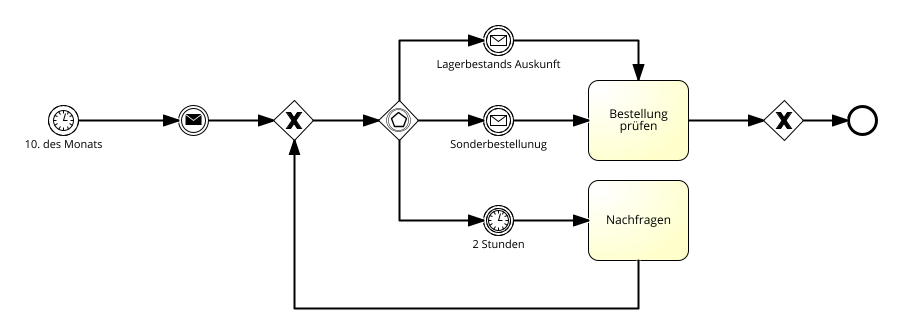 Lagerbestands Auskunft
10. des Monats
Sonderbestellunug
Bestellung
prüfen
2 Stunden
Nachfragen